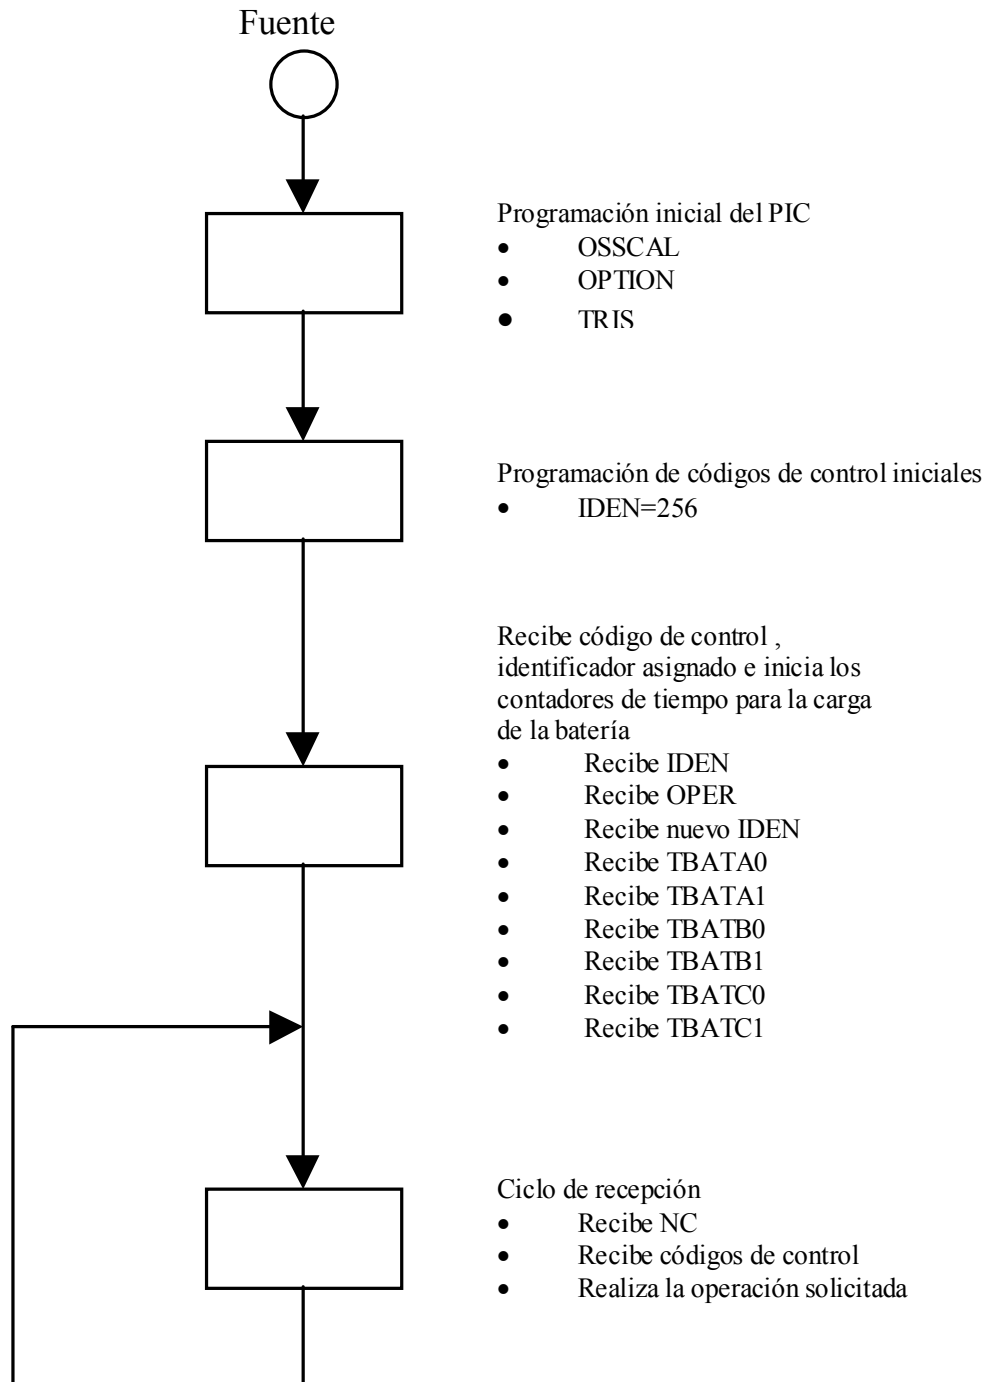 Fuente
Programación inicial del PIC
• OSSCAL
• OPTION
• TRIS
Programación de códigos de control iniciales
• IDEN=256
Recibe código de control ,
identificador asignado e inicia los
contadores de tiempo para la carga
de la batería
• Recibe IDEN
• Recibe OPER
• Recibe nuevo IDEN
• Recibe TBATA0
• Recibe TBATA1
• Recibe TBATB0
• Recibe TBATB1
• Recibe TBATC0
• Recibe TBATC1
Ciclo de recepción
• Recibe NC
• Recibe códigos de control
• Realiza la operación solicitada